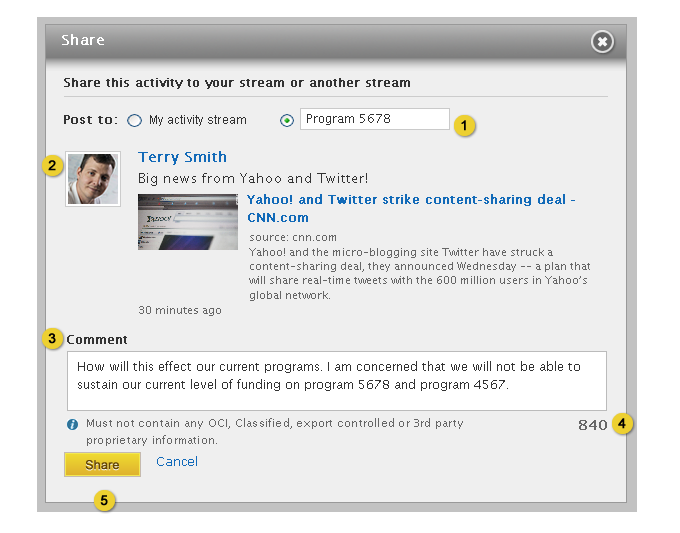 Share
Share this activity to your stream or another stream
Post to: My activity stream Program 5678
1
2
Terry Smith
Big news from Yahoo and Twitter!
YAHOO!
Yahoo! and Twitter strike content-sharing deal -
CNN.com
source: cnn.com
Yahoo! and the micro-blogging site Twitter have struck a
content-sharing deal, they announced Wednesday -- a plan that
will share real-time tweets with the 600 million users in Yahoo's
global network.
30 minutes ago
3
Comment
How will this effect our current programs. I am concerned that we will not be able to
sustain our current level of funding on program 5678 and program 4567.
Must not contain any OCI, Classified, export controlled or 3rd party
proprietary information.
840
4
Share Cancel
5